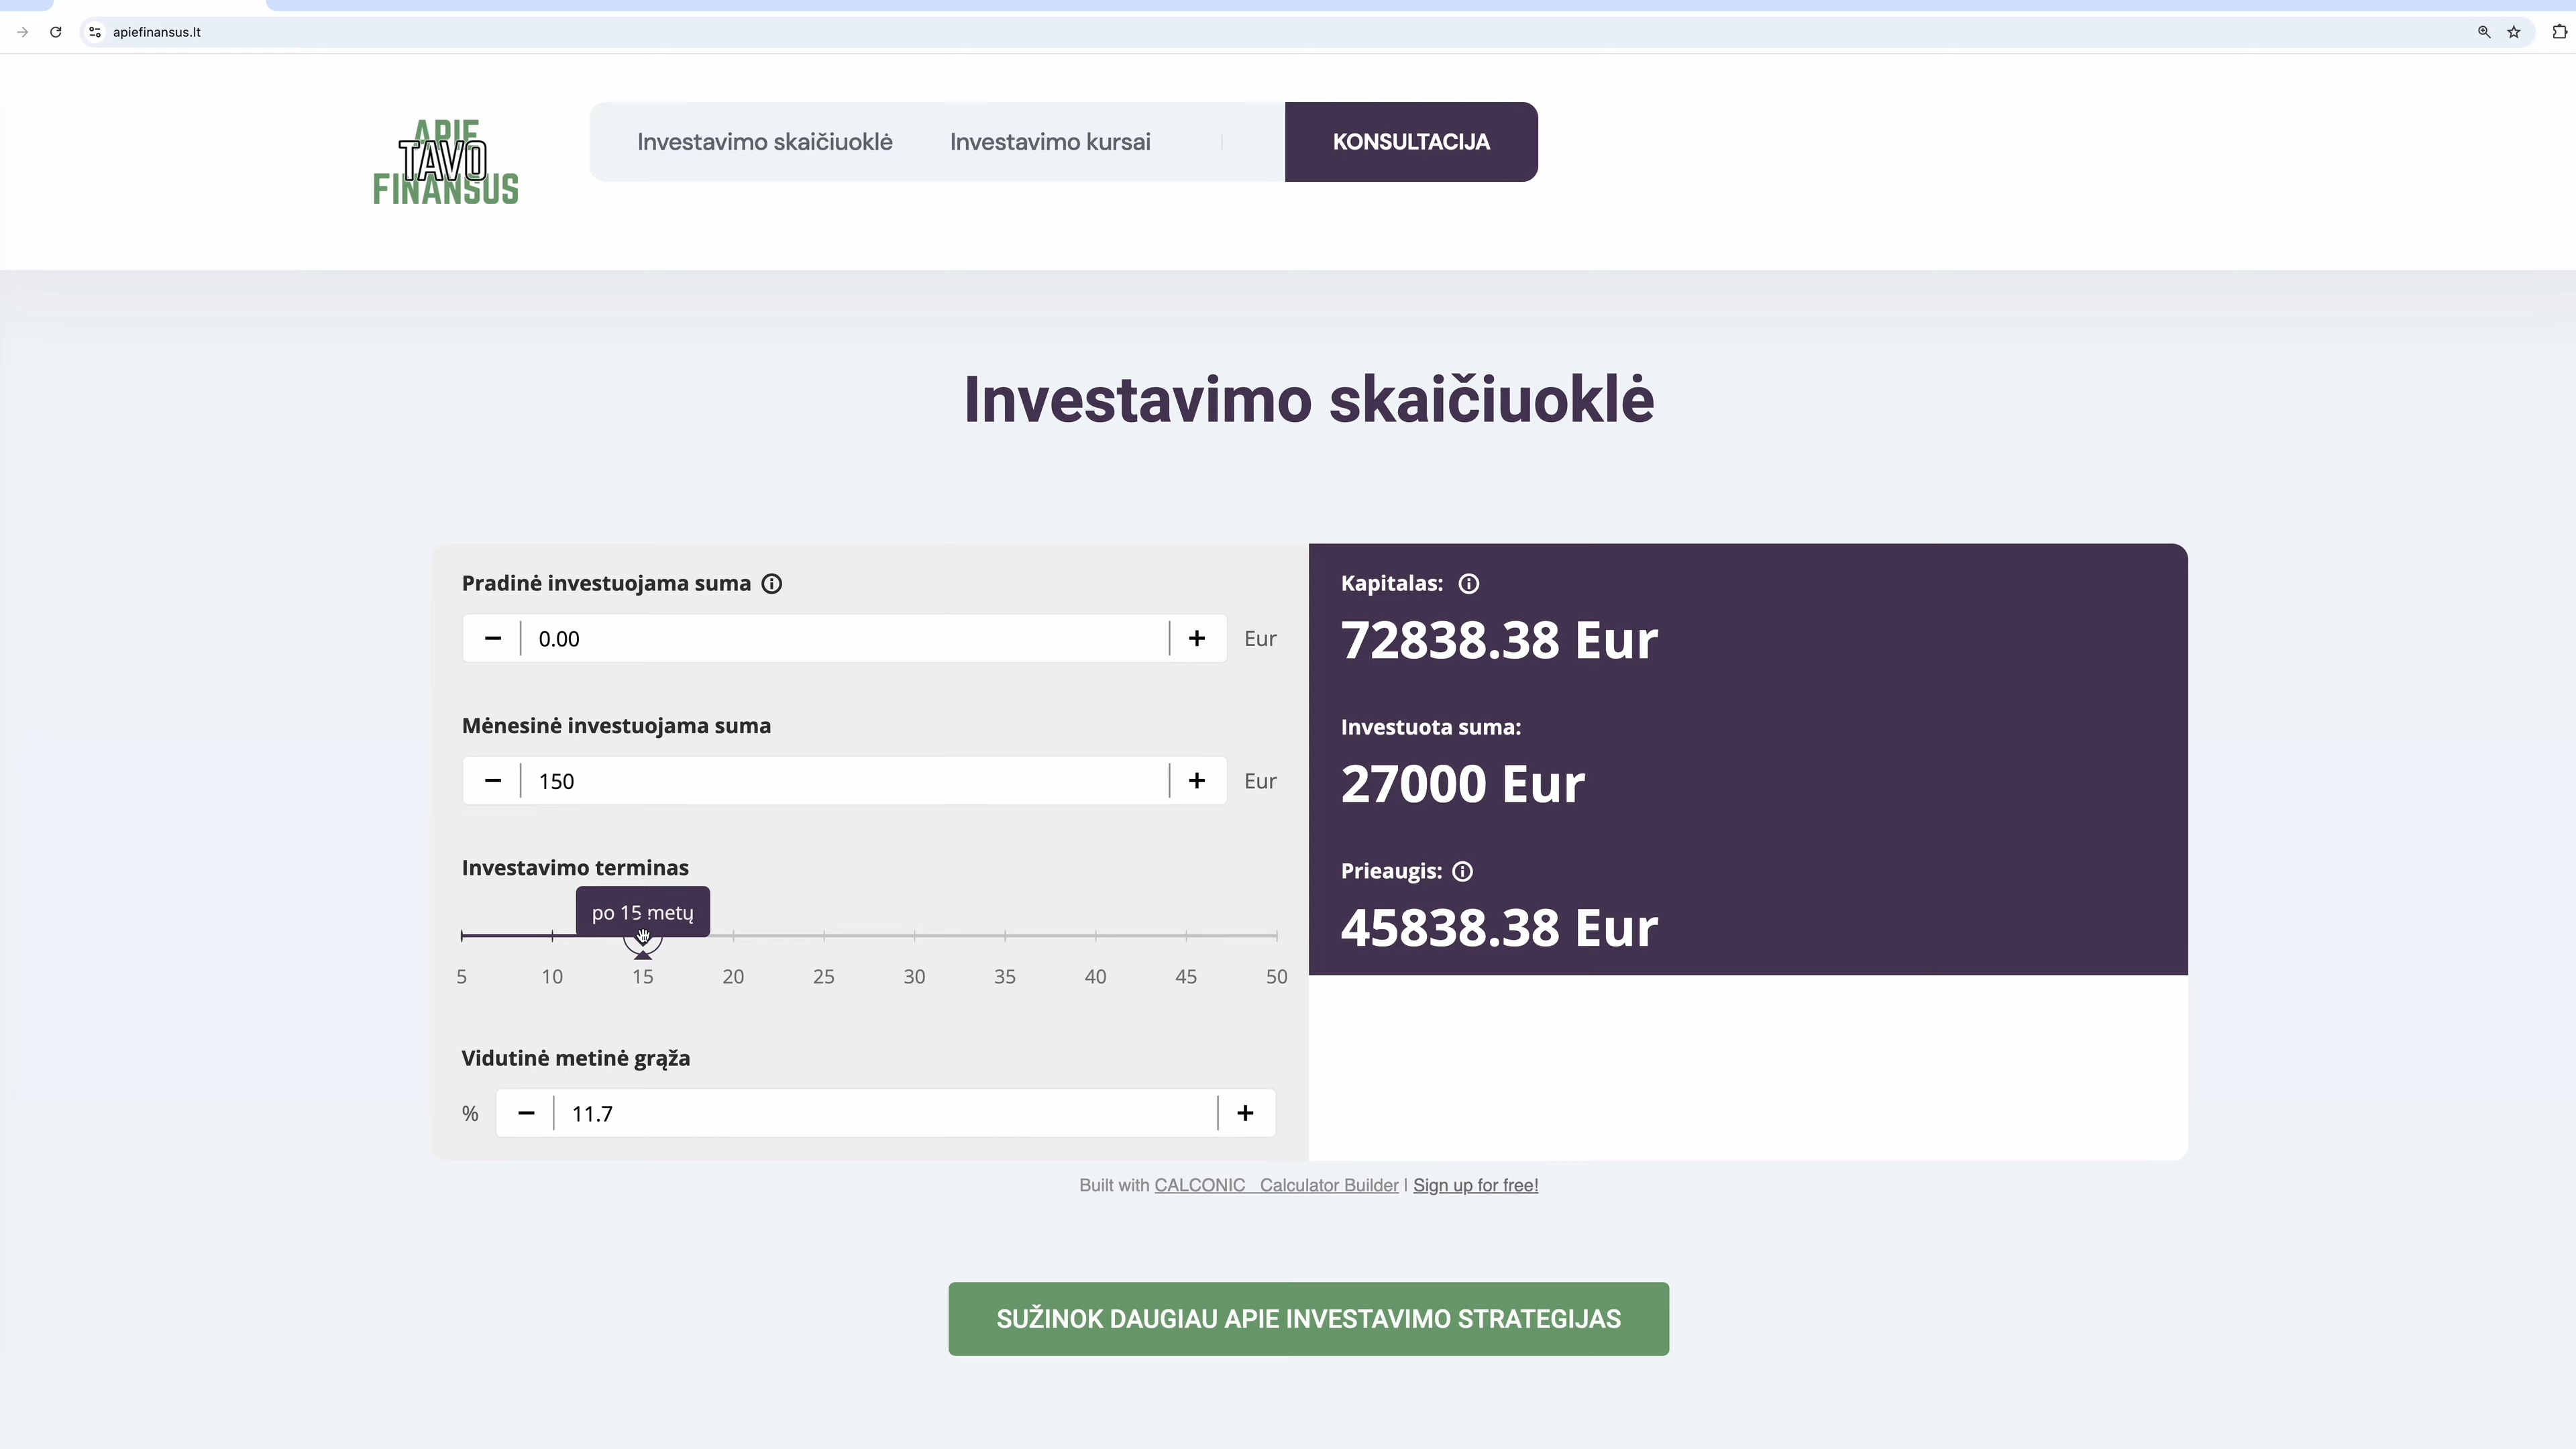 apiefinansus.lt
APIE
TAVO
FINANSUS
Investavimo skaičiuoklė
Investavimo kursai
KONSULTACIJA
Investavimo skaičiuoklė
Pradinė investuojama suma
0.00
Eur
Mėnesinė investuojama suma
150
Eur
Investavimo terminas
po 15 metų
5 10 15 20 25 30 35 40 45 50
Vidutinė metinė grąža
% 11.7
Kapitalas:
72838.38 Eur
Investuota suma:
27000 Eur
Prieaugis:
45838.38 Eur
Built with CALCONIC_ Calculator Builder | Sign up for free!
SUŽINOK DAUGIAU APIE INVESTAVIMO STRATEGIJAS